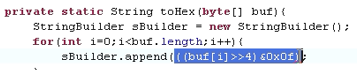 private static String toHex(byte[] buf){
StringBuilder sBuilder = new StringBuilder();
for(int i=0;i<buf.length;i++){
sBuilder.append(((buf[i]>>4)&0x0f);